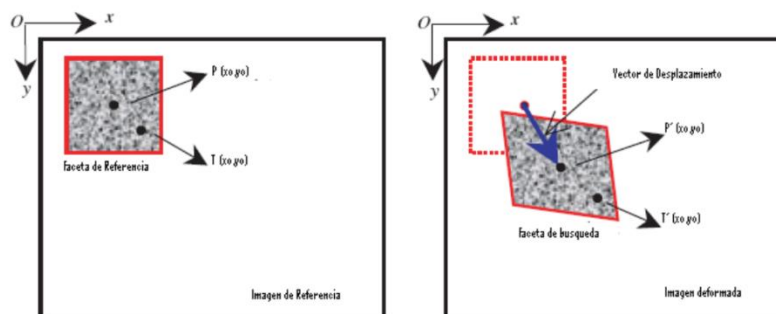 O x
y
P (xo,yo)
T (xo,yo)
Faceta de Referencia
Imagen de Referencia
O x
y
Vector de Desplazamiento
P´ (xo,yo)
T´ (xo,yo)
Faceta de busqueda
Imagen deformada